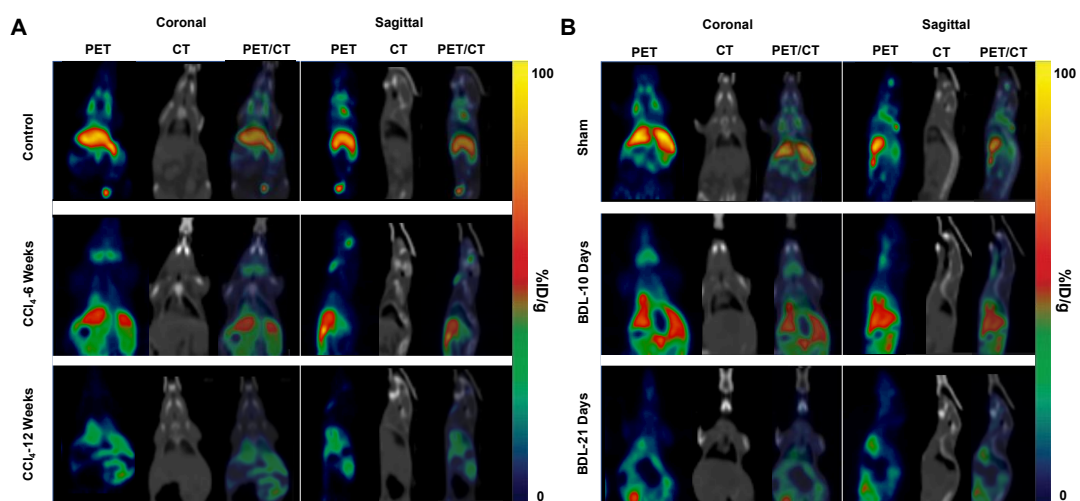 A
Coronal
Sagittal
PET
CT
PET/CT
PET
CT
PET/CT
Control
CCl₄-6 Weeks
CCl₄-12 Weeks
100
%ID/g
0
B
Coronal
Sagittal
PET
CT
PET/CT
PET
CT
PET/CT
Sham
BDL-10 Days
BDL-21 Days
100
%ID/g
0